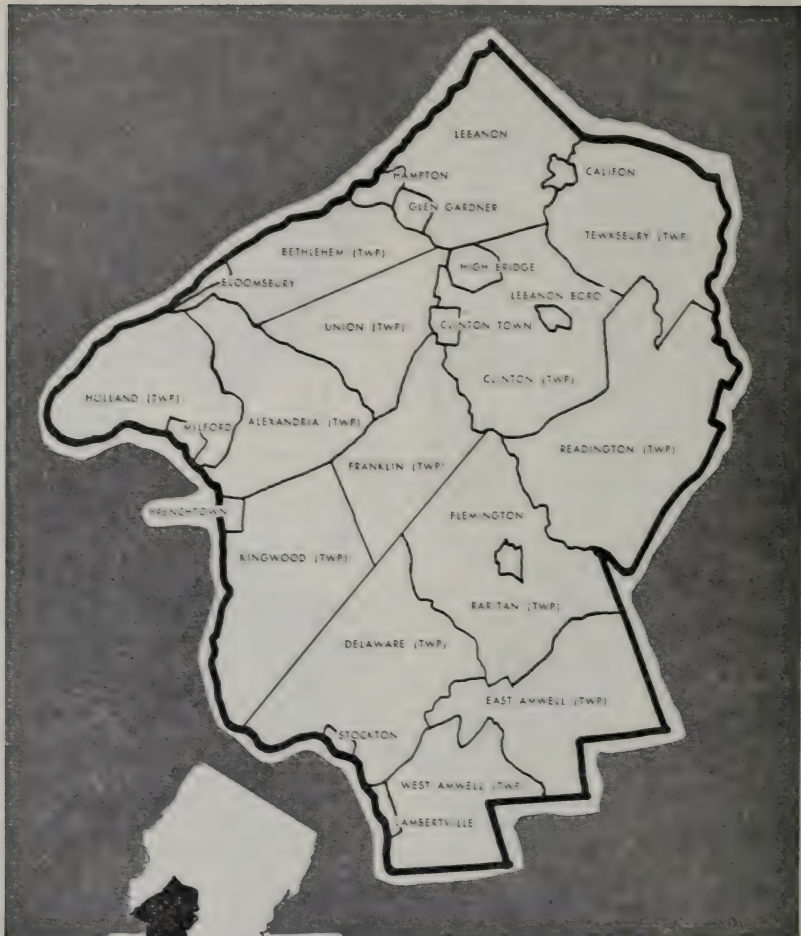 LEBANON
HAMPTON
CALIFON
GLEN GARDNER
TEWKSBURY (TWP
BETHLEHEM (TWP)
HIGH BRIDGE
BLOOMSBURY
LEBANON BORO
UNION (TWP)
CLINTON TOWN
CLINTON (TWP)
HOLLAND (TWP)
MILFORD
ALEXANDRIA (TWP)
READINGTON (TWP)
FRANKLIN (TWP)
FRENCHTOWN
FLEMINGTON
KINGWOOD (TWP)
RARITAN (TWP)
DELAWARE (TWP)
EAST AMWELL (TWP)
STOCKTON
WEST AMWELL (TWP
AMBERTVILLE